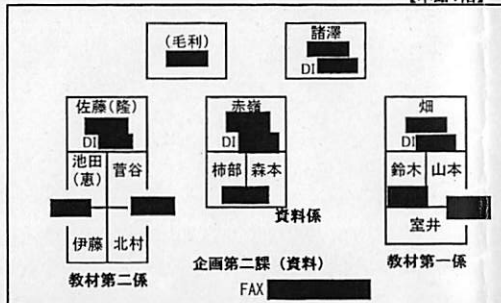 (毛利)
諸澤
DI
佐藤(隆)
DI
池田(恵)
菅谷
伊藤
北村
教材第二係
赤嶺
DI
柿部
森本
資料係
畑
DI
鈴木
山本
室井
教材第一係
企画第二課(資料)
FAX